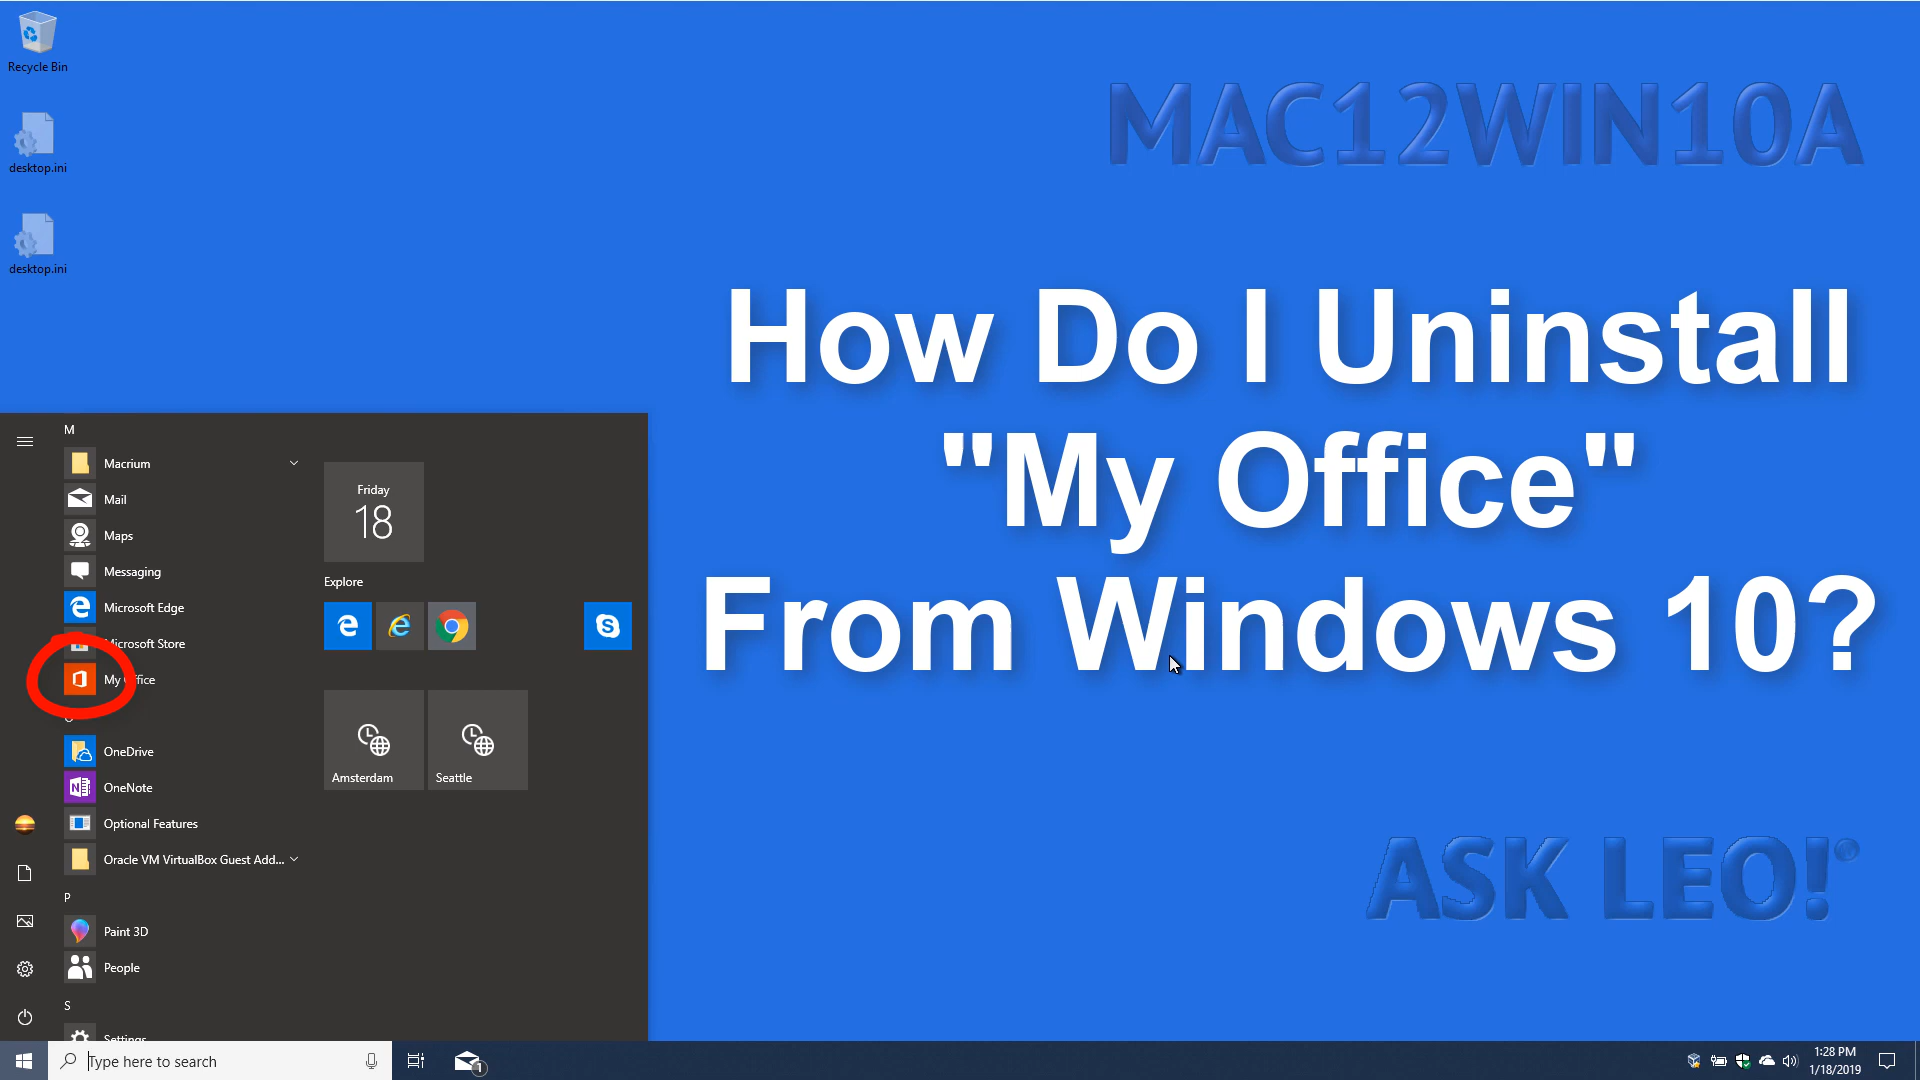 Recycle Bin
desktop.ini
desktop.ini
MAC12WIN10A
How Do I Uninstall
"My Office"
From Windows 10?
ASK LEO!®
M
Macrium
Mail
Maps
Messaging
Microsoft Edge
Microsoft Store
My Office
O
OneDrive
OneNote
Optional Features
Oracle VM VirtualBox Guest Add...
P
Paint 3D
People
S
Settings
Friday
18
Explore
Amsterdam
Seattle
Type here to search
1
1:28 PM
1/18/2019